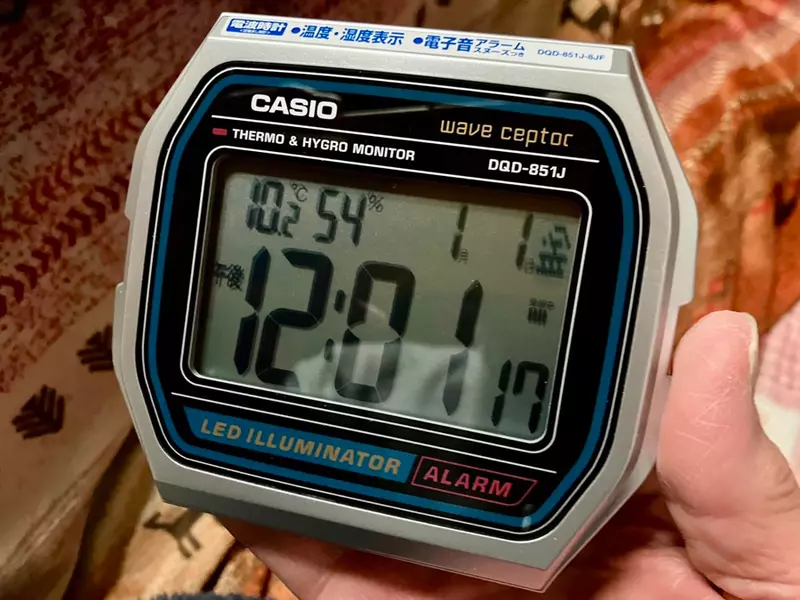 電波時計 ●温度・湿度表示 ●電子音アラーム スヌーズつき DQD-851J-8JF
CASIO
wave ceptor
THERMO & HYGRO MONITOR
DQD-851J
10.2 ℃ 54 % 1 月 1 日
午後 12:01 17
LED ILLUMINATOR
ALARM